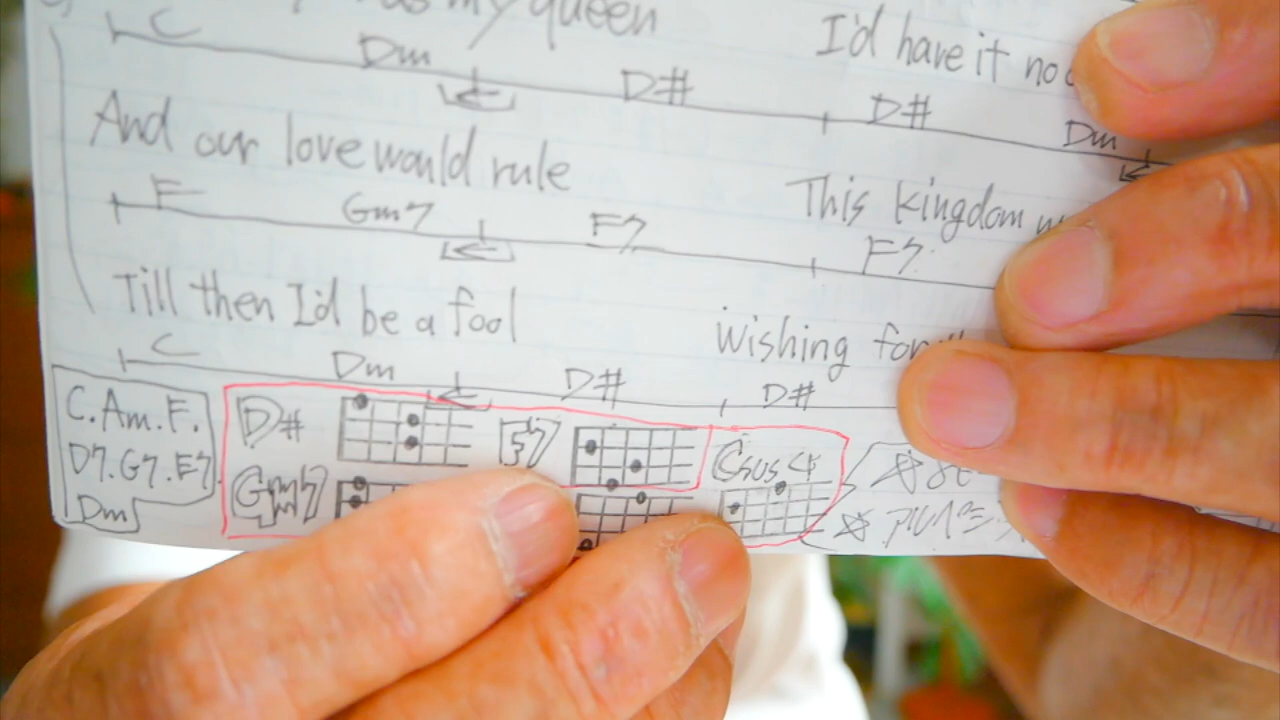 my queen
I'd have it no
C Dm D# D# Dm
And our love would rule
This kingdom
F Gm7 F7 F7
Till then I'd be a fool
wishing for
C Dm D# D#
C. Am. F.
D7. G7. E7
Dm
D# F7 Csus4
Gm7